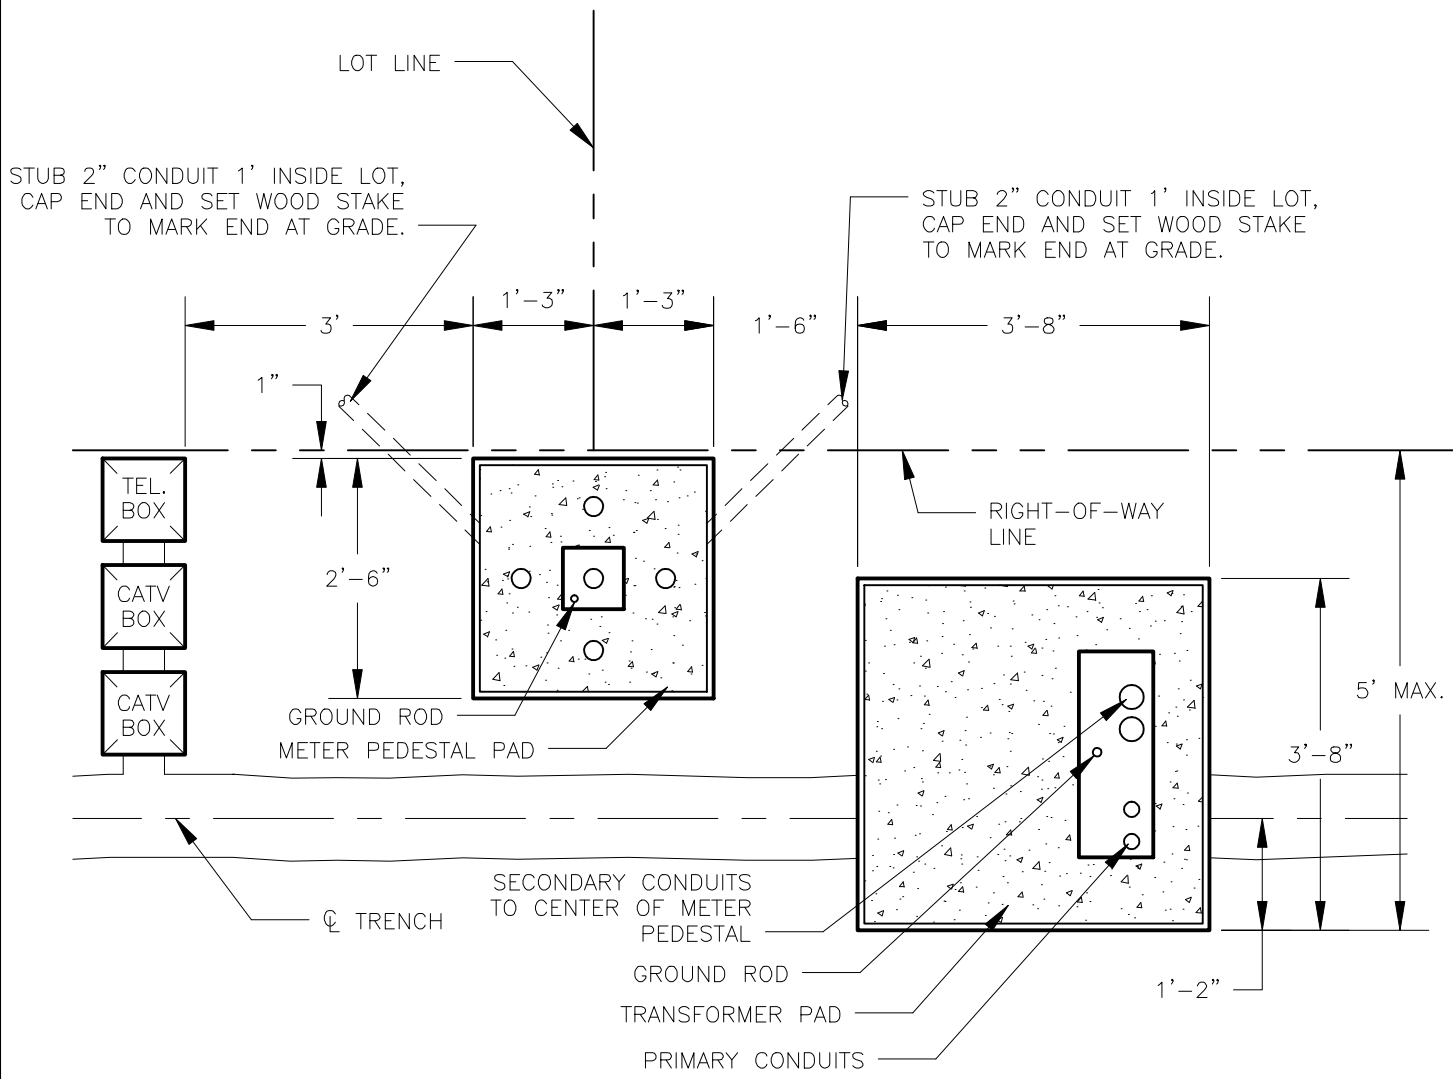 LOT LINE
STUB 2" CONDUIT 1' INSIDE LOT,
CAP END AND SET WOOD STAKE
TO MARK END AT GRADE.
STUB 2" CONDUIT 1' INSIDE LOT,
CAP END AND SET WOOD STAKE
TO MARK END AT GRADE.
3'
1'-3"
1'-3"
1'-6"
3'-8"
1"
TEL.
BOX
CATV
BOX
CATV
BOX
2'-6"
RIGHT-OF-WAY
LINE
GROUND ROD
METER PEDESTAL PAD
5' MAX.
3'-8"
1'-2"
℄ TRENCH
SECONDARY CONDUITS
TO CENTER OF METER
PEDESTAL
GROUND ROD
TRANSFORMER PAD
PRIMARY CONDUITS